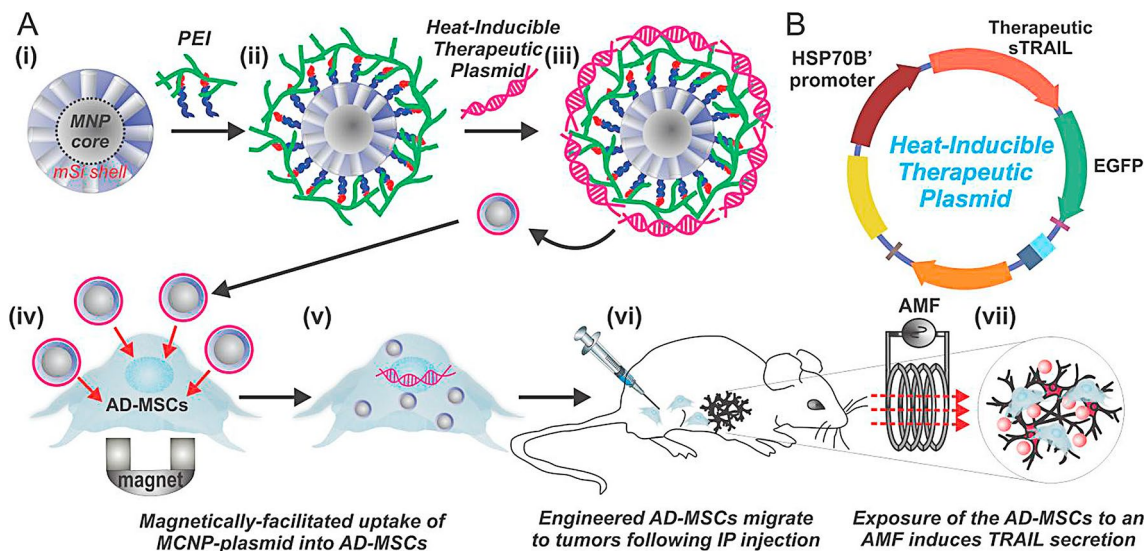 A
(i)
PEI
(ii)
Heat-Inducible
Therapeutic
Plasmid
(iii)
MNP
core
mSi shell
B
Therapeutic
sTRAIL
HSP70B'
promoter
EGFP
Heat-Inducible
Therapeutic
Plasmid
(iv)
AD-MSCs
magnet
(v)
Magnetically-facilitated uptake of
MCNP-plasmid into AD-MSCs
(vi)
Engineered AD-MSCs migrate
to tumors following IP injection
AMF
(vii)
Exposure of the AD-MSCs to an
AMF induces TRAIL secretion